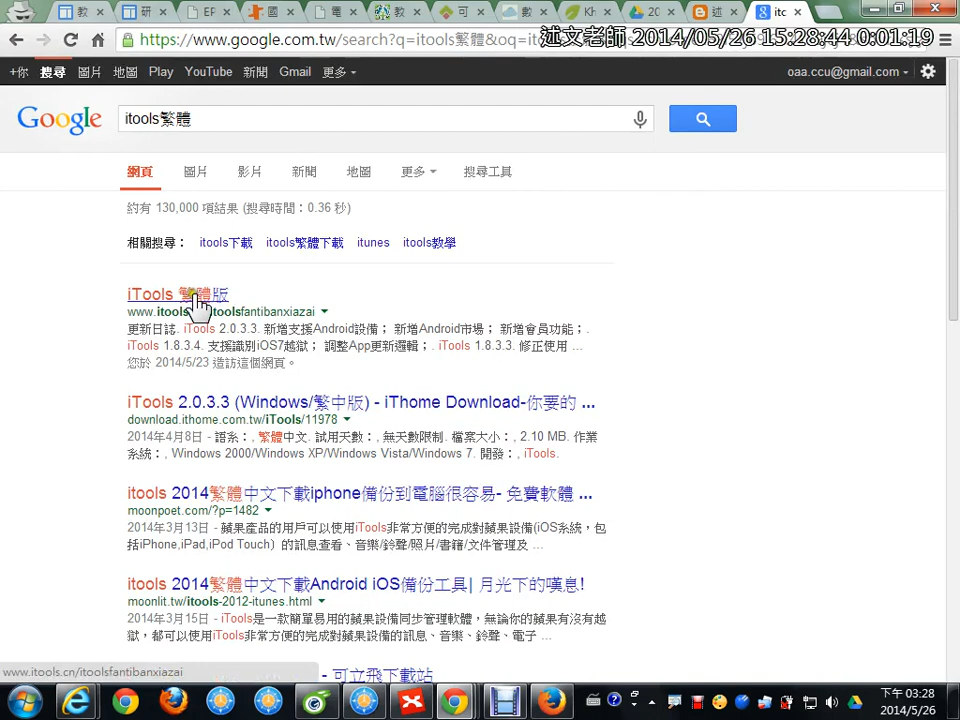 教
研
EP
國
電
教
可
數
Kh
20
述
itc
https://www.google.com.tw/search?q=itools繁體&oq=it
述文老師 2014/05/26 15:28:44 0:01:19
+你 搜尋 圖片 地圖 Play YouTube 新聞 Gmail 更多
oaa.ccu@gmail.com
Google
itools繁體
網頁 圖片 影片 新聞 地圖 更多 搜尋工具
約有 130,000 項結果 (搜尋時間：0.36 秒)
相關搜尋： itools下載 itools繁體下載 itunes itools教學
iTools 繁體版
www.itools toolsfantibanxiazai
更新日誌. iTools 2.0.3.3. 新增支援Android設備； 新增Android市場； 新增會員功能；.
iTools 1.8.3.4. 支援識別iOS7越獄； 調整App更新邏輯；. iTools 1.8.3.3. 修正使用 ...
您於 2014/5/23 造訪這個網頁。
iTools 2.0.3.3 (Windows/繁中版) - iThome Download-你要的 ...
download.ithome.com.tw/iTools/11978
2014年4月8日 - 語系：, 繁體中文. 試用天數：, 無天數限制. 檔案大小：, 2.10 MB. 作業
系統：, Windows 2000/Windows XP/Windows Vista/Windows 7. 開發：, iTools.
itools 2014繁體中文下載iphone備份到電腦很容易- 免費軟體 ...
moonpoet.com/?p=1482
2014年3月13日 - 蘋果產品的用戶可以使用iTools非常方便的完成對蘋果設備(iOS系統，包
括iPhone,iPad,iPod Touch）的訊息查看、音樂/鈴聲/照片/書籍/文件管理及 ...
itools 2014繁體中文下載Android iOS備份工具| 月光下的嘆息!
moonlit.tw/itools-2012-itunes.html
2014年3月15日 - iTools是一款簡單易用的蘋果設備同步管理軟體，無論你的蘋果有沒有越
獄，都可以使用iTools非常方便的完成對蘋果設備的訊息、音樂、鈴聲、電子 ...
- 可立飛下載站
www.itools.cn/itoolsfantibanxiazai
下午 03:28
2014/5/26